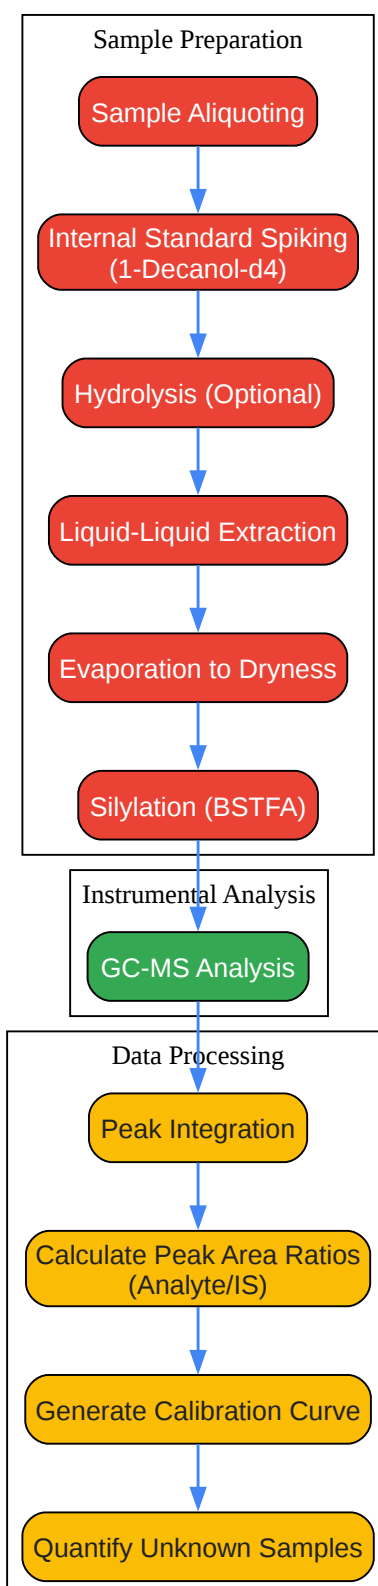 Sample Preparation
Sample Aliquoting
Internal Standard Spiking
(1-Decanol-d4)
Hydrolysis (Optional)
Liquid-Liquid Extraction
Evaporation to Dryness
Silylation (BSTFA)
Instrumental Analysis
GC-MS Analysis
Data Processing
Peak Integration
Calculate Peak Area Ratios
(Analyte/IS)
Generate Calibration Curve
Quantify Unknown Samples